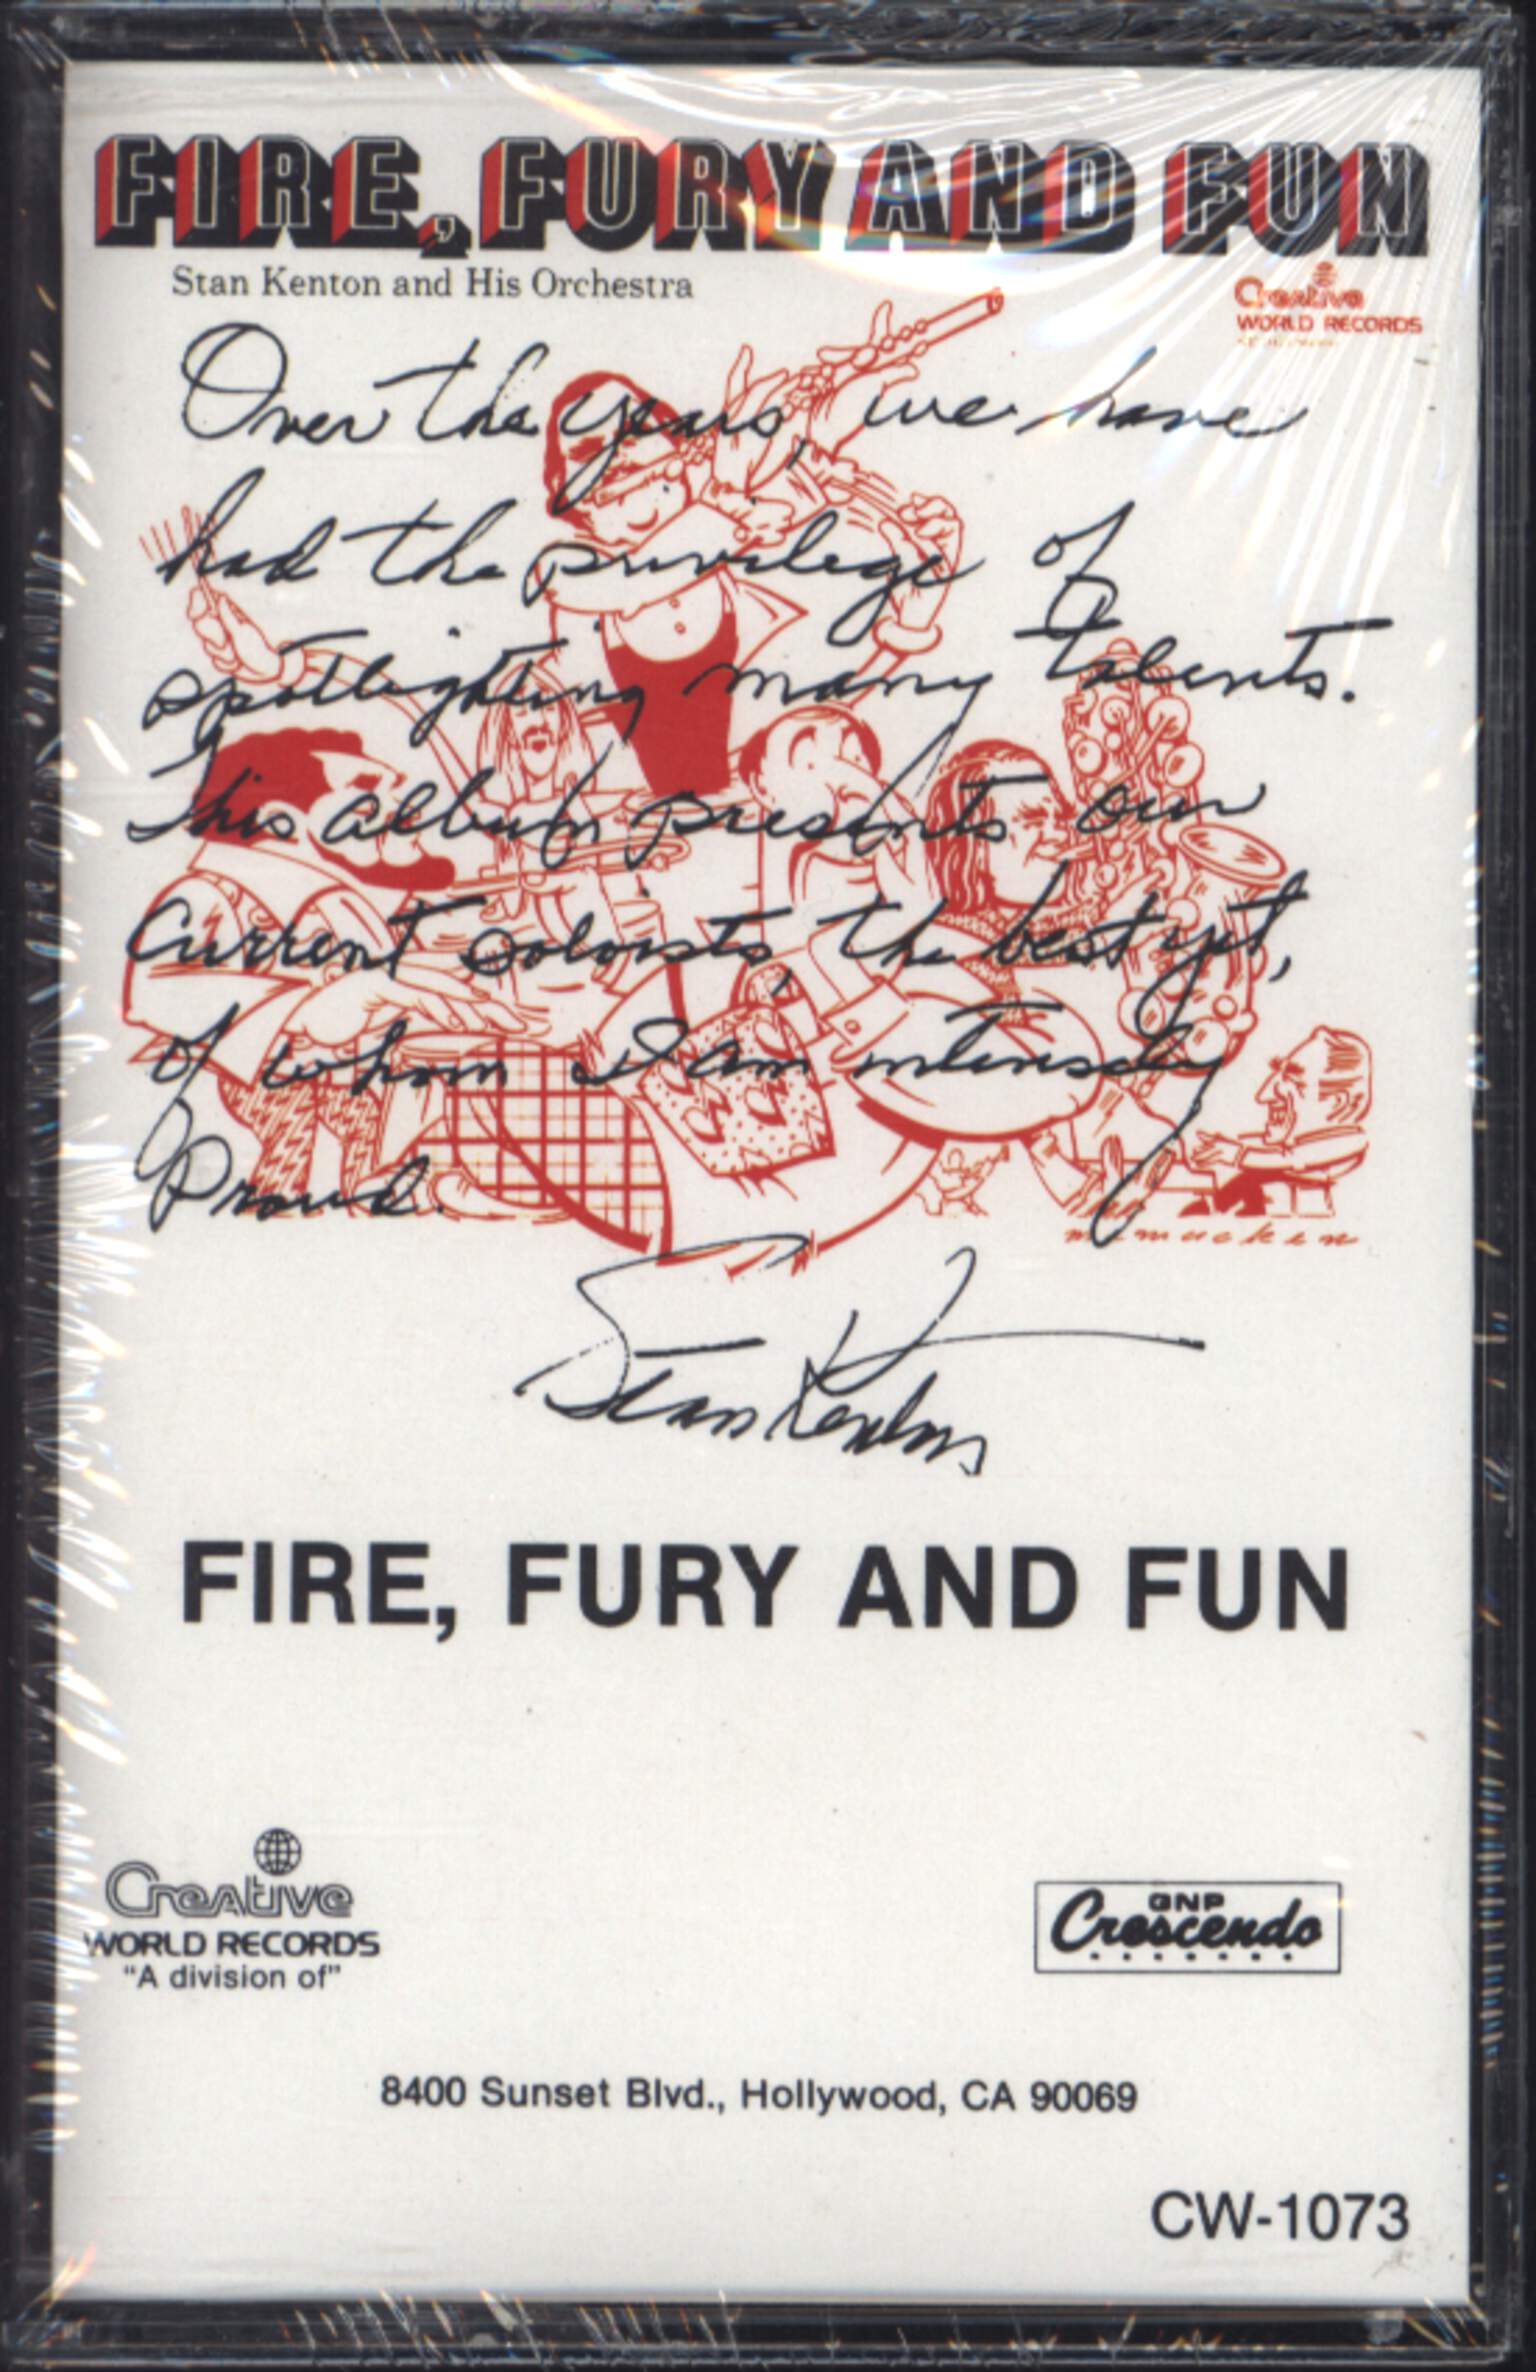 FIRE, FURY AND FUN
Stan Kenton and His Orchestra
Creative
WORLD RECORDS
Over the years, we have
had the privilege of
spotlighting many talents.
This album presents our
current soloists, the best yet,
of whom I am intensely
Proud.
Stan Kenton
FIRE, FURY AND FUN
Creative
WORLD RECORDS
"A division of"
GNP
Crescendo
8400 Sunset Blvd., Hollywood, CA 90069
CW-1073